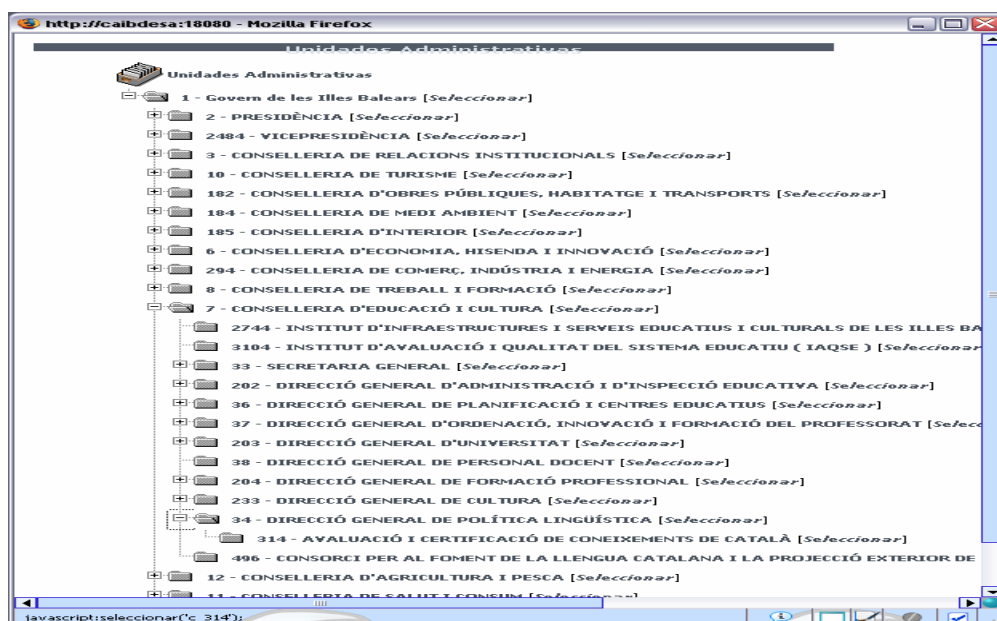 http://caibdesa:18080 - Mozilla Firefox
Unidades Administrativas
Unidades Administrativas
1 - Govern de les Illes Balears [Seleccionar]
2 - PRESIDÈNCIA [Seleccionar]
2484 - VICEPRESIDÈNCIA [Seleccionar]
3 - CONSELLERIA DE RELACIONS INSTITUCIONALS [Seleccionar]
10 - CONSELLERIA DE TURISME [Seleccionar]
182 - CONSELLERIA D'OBRES PÚBLIQUES, HABITATGE I TRANSPORTS [Seleccionar]
184 - CONSELLERIA DE MEDI AMBIENT [Seleccionar]
185 - CONSELLERIA D'INTERIOR [Seleccionar]
6 - CONSELLERIA D'ECONOMIA, HISENDA I INNOVACIÓ [Seleccionar]
294 - CONSELLERIA DE COMERÇ, INDÚSTRIA I ENERGIA [Seleccionar]
8 - CONSELLERIA DE TREBALL I FORMACIÓ [Seleccionar]
7 - CONSELLERIA D'EDUCACIÓ I CULTURA [Seleccionar]
2744 - INSTITUT D'INFRAESTRUCTURES I SERVEIS EDUCATIUS I CULTURALS DE LES ILLES BA
3104 - INSTITUT D'AVALUACIÓ I QUALITAT DEL SISTEMA EDUCATIU ( IAQSE ) [Seleccionar
33 - SECRETARIA GENERAL [Seleccionar]
202 - DIRECCIÓ GENERAL D'ADMINISTRACIÓ I D'INSPECCIÓ EDUCATIVA [Seleccionar]
36 - DIRECCIÓ GENERAL DE PLANIFICACIÓ I CENTRES EDUCATIUS [Seleccionar]
37 - DIRECCIÓ GENERAL D'ORDENACIÓ, INNOVACIÓ I FORMACIÓ DEL PROFESSORAT [Selecc
203 - DIRECCIÓ GENERAL D'UNIVERSITAT [Seleccionar]
38 - DIRECCIÓ GENERAL DE PERSONAL DOCENT [Seleccionar]
204 - DIRECCIÓ GENERAL DE FORMACIÓ PROFESSIONAL [Seleccionar]
233 - DIRECCIÓ GENERAL DE CULTURA [Seleccionar]
34 - DIRECCIÓ GENERAL DE POLÍTICA LINGÜÍSTICA [Seleccionar]
314 - AVALUACIÓ I CERTIFICACIÓ DE CONEIXEMENTS DE CATALÀ [Seleccionar]
496 - CONSORCI PER AL FOMENT DE LA LLENGUA CATALANA I LA PROJECCIÓ EXTERIOR DE
12 - CONSELLERIA D'AGRICULTURA I PESCA [Seleccionar]
11 - CONSELLERIA DE SALUT I CONSUM [Seleccionar]
javascript:seleccionar('c_314');